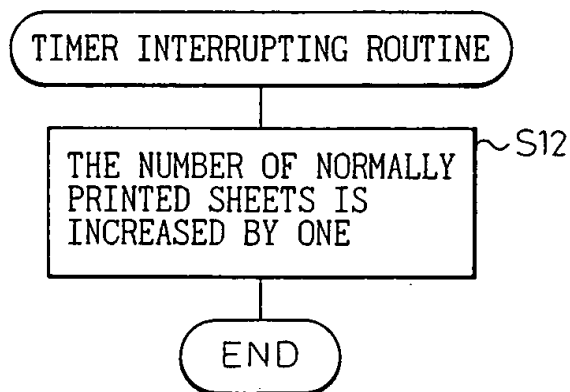 TIMER INTERRUPTING ROUTINE
S12
THE NUMBER OF NORMALLY
PRINTED SHEETS IS
INCREASED BY ONE
END